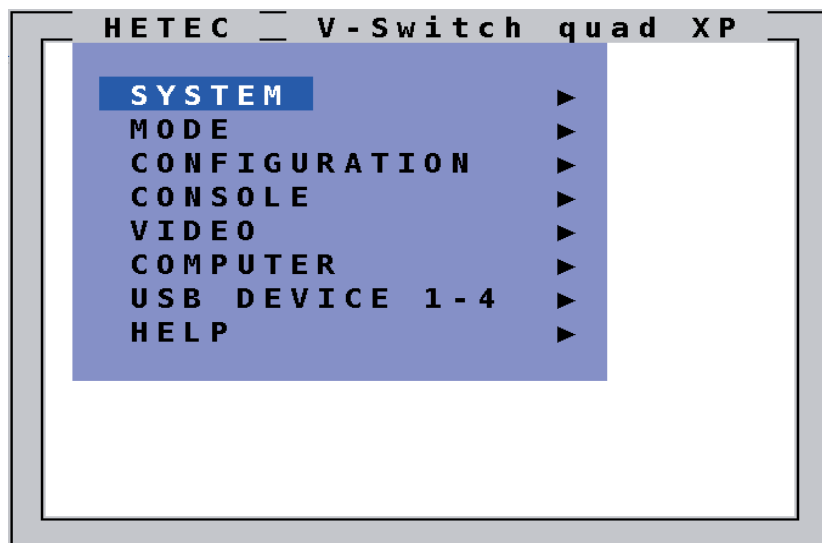 HETEC _ V-Switch quad XP
SYSTEM ►
MODE ►
CONFIGURATION ►
CONSOLE ►
VIDEO ►
COMPUTER ►
USB DEVICE 1-4 ►
HELP ►